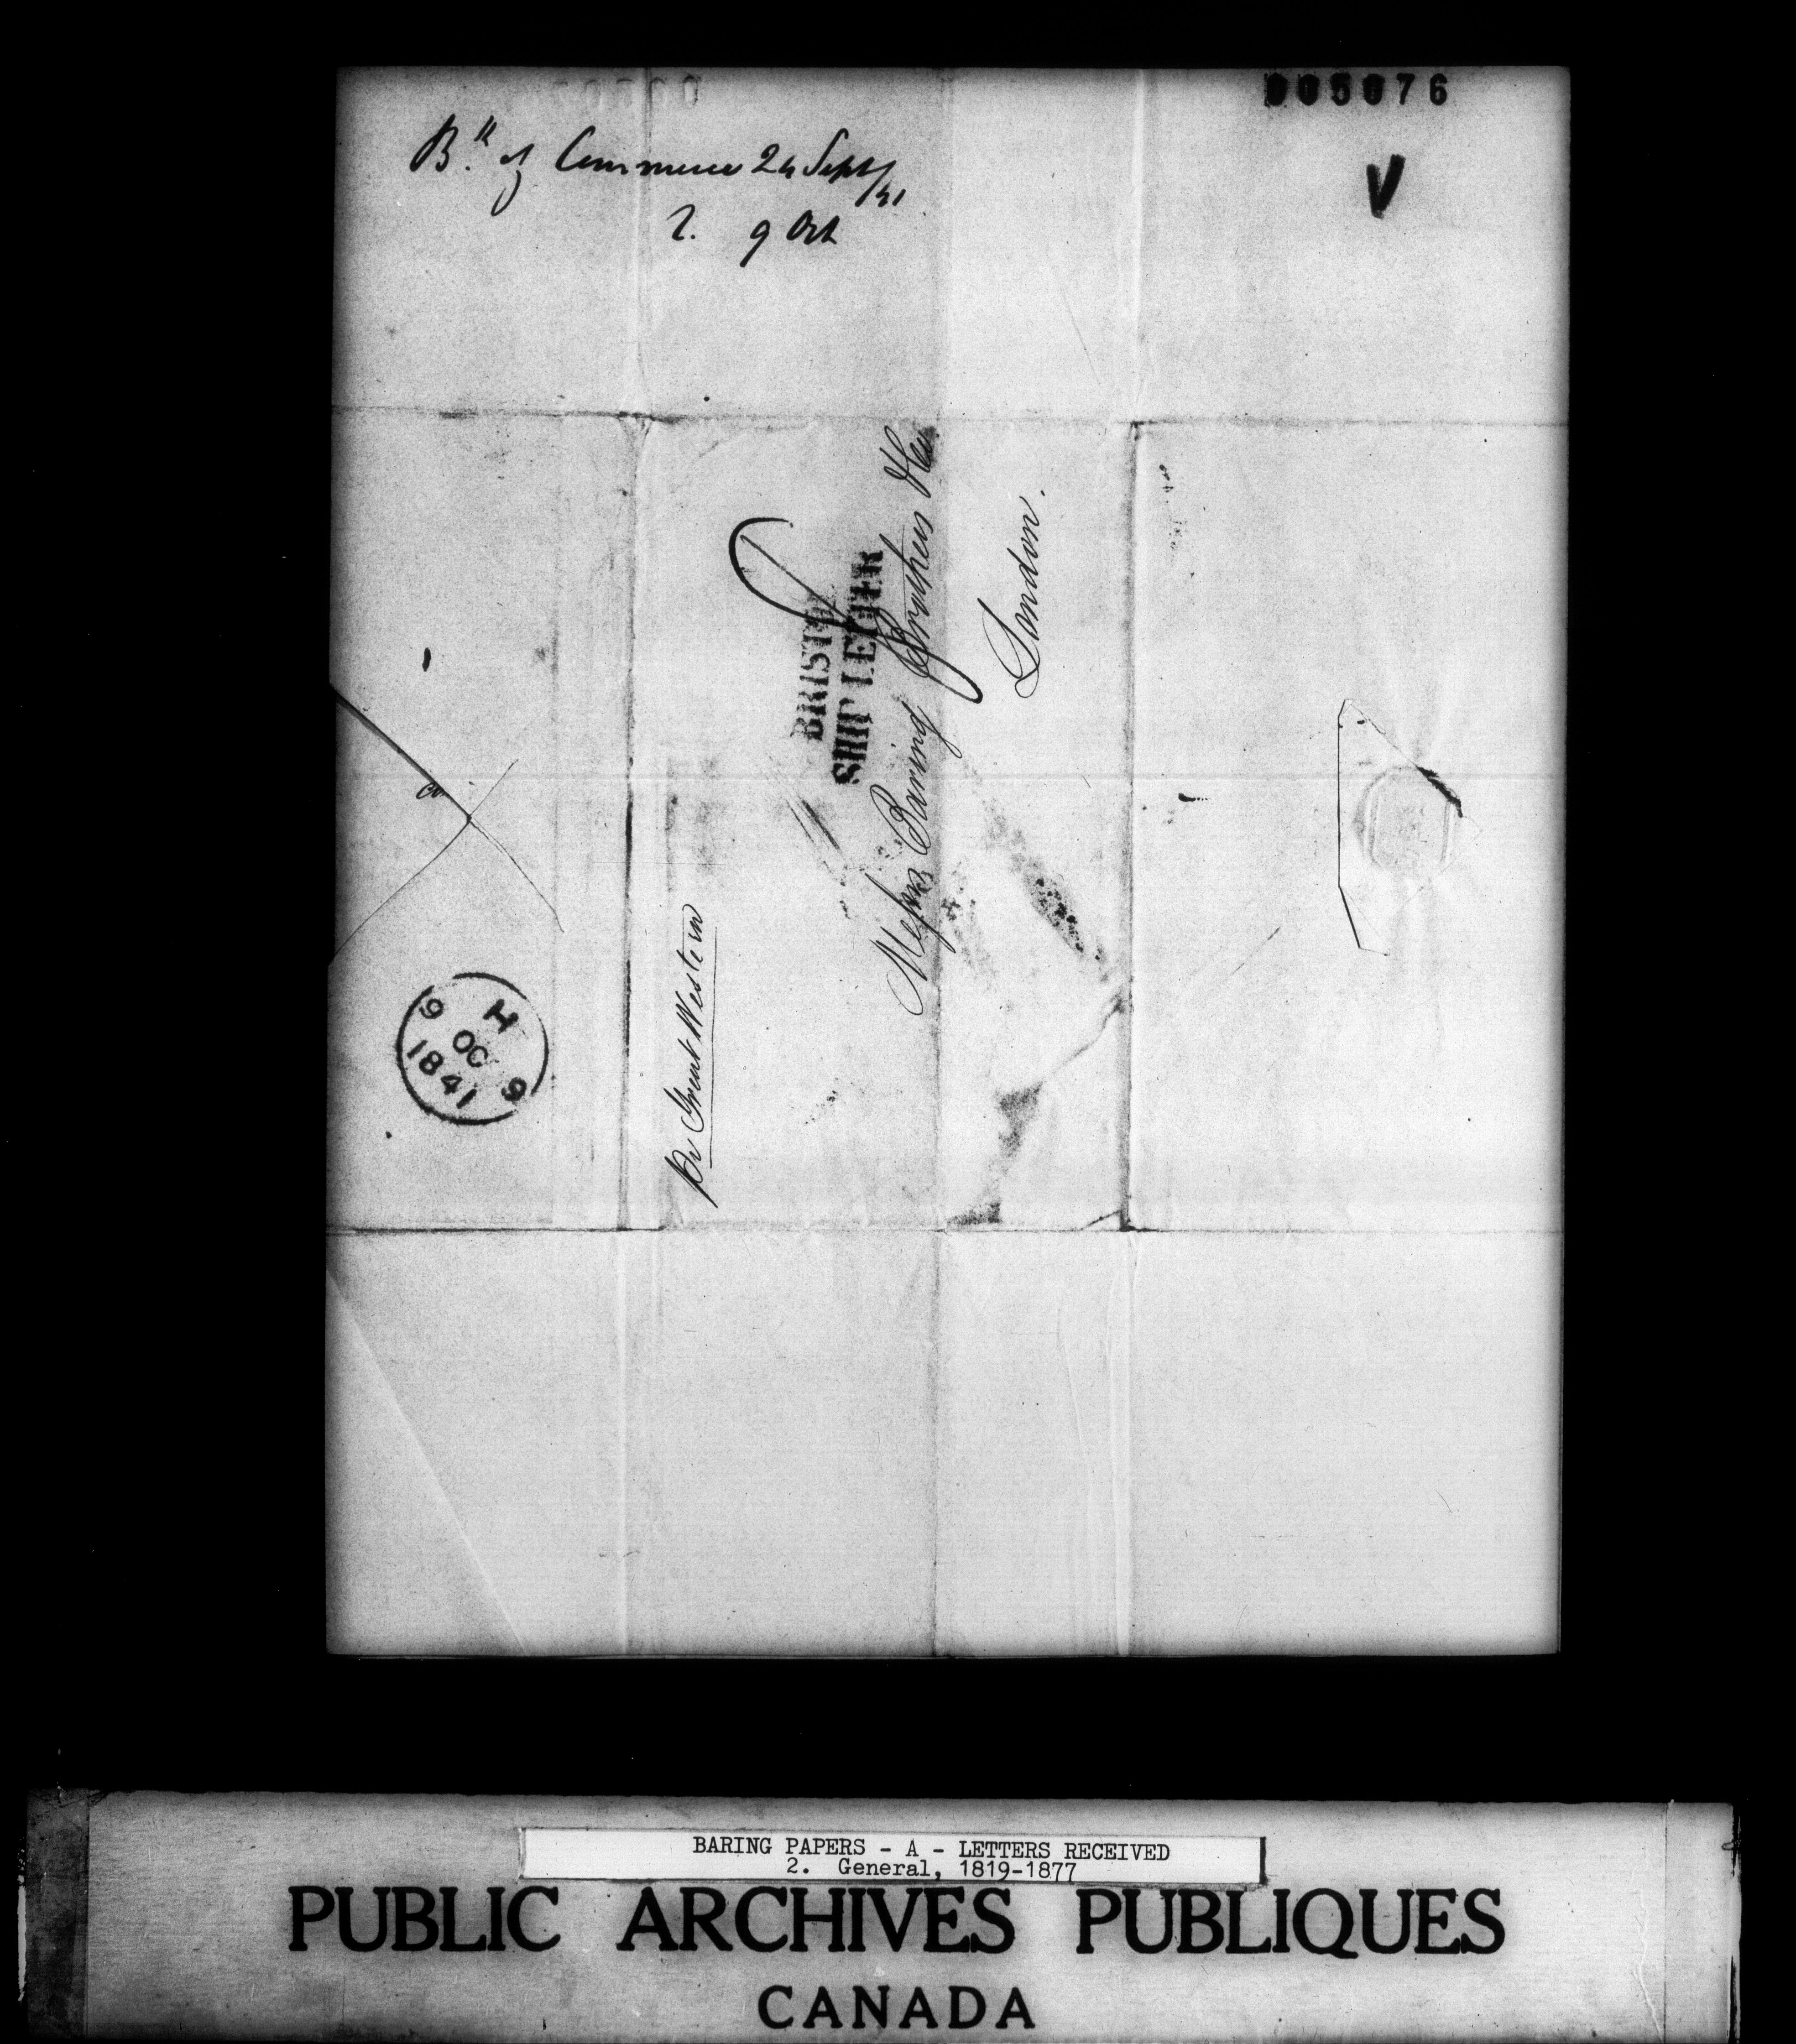 005076
V
Bk of Commerce 24 Sept/41
2. 9 Oct
BRISTOL
SHIP LETTER
Messrs Baring Brothers & Co
London.
Pr Great Western
H
9 OC 9
1841
BARING PAPERS - A - LETTERS RECEIVED
2. General, 1819-1877
PUBLIC ARCHIVES PUBLIQUES
CANADA